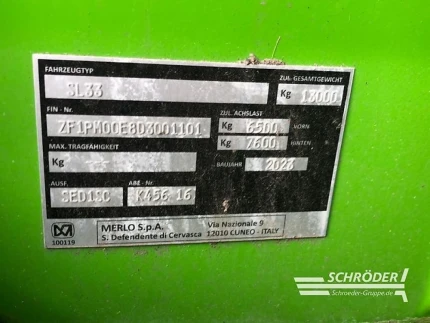 FAHRZEUGTYP
SL33
ZUL. GESAMTGEWICHT
Kg 13000
FIN - Nr.
ZF1PM00E8D3001101
ZUL. ACHSLAST
Kg 6500 VORN
Kg 7600 HINTEN
MAX. TRAGFÄHIGKEIT
Kg --
BAUJAHR 2023
AUSF. ABE - Nr.
SED1SC K456 16
100119
MERLO S.p.A.
S. Defendente di Cervasca
Via Nazionale 9
12010 CUNEO - ITALY
SCHRÖDER!
Schroeder-Gruppe.de